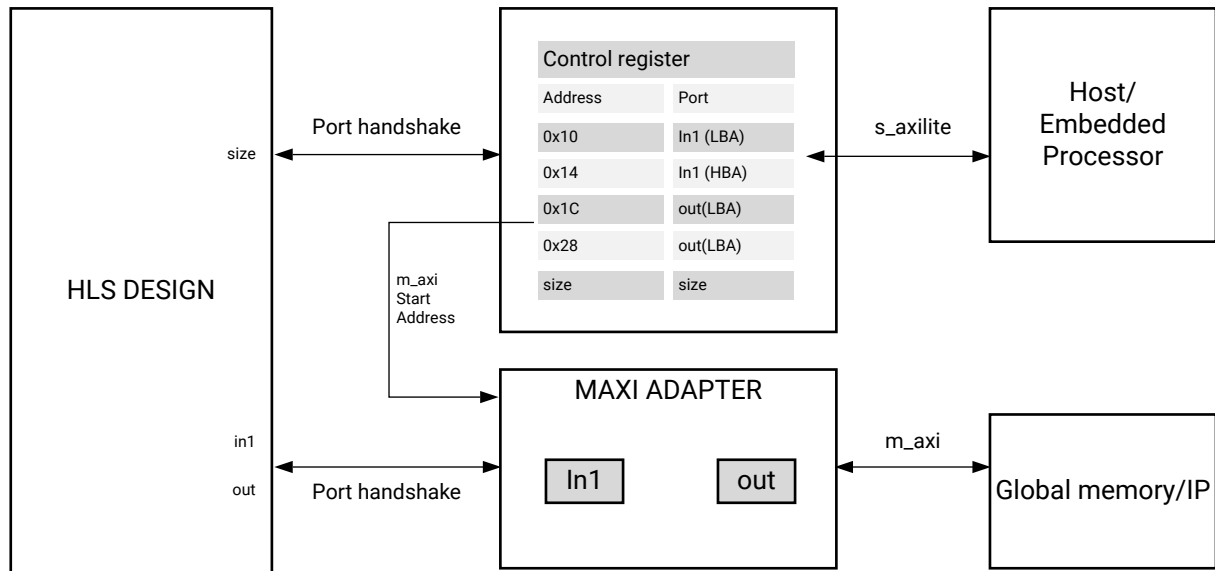 HLS DESIGN
size
in1
out
Port handshake
Port handshake
m_axi
Start
Address
Control register
Address Port
0x10 In1 (LBA)
0x14 In1 (HBA)
0x1C out(LBA)
0x28 out(LBA)
size size
s_axilite
Host/
Embedded
Processor
MAXI ADAPTER
In1
out
m_axi
Global memory/IP